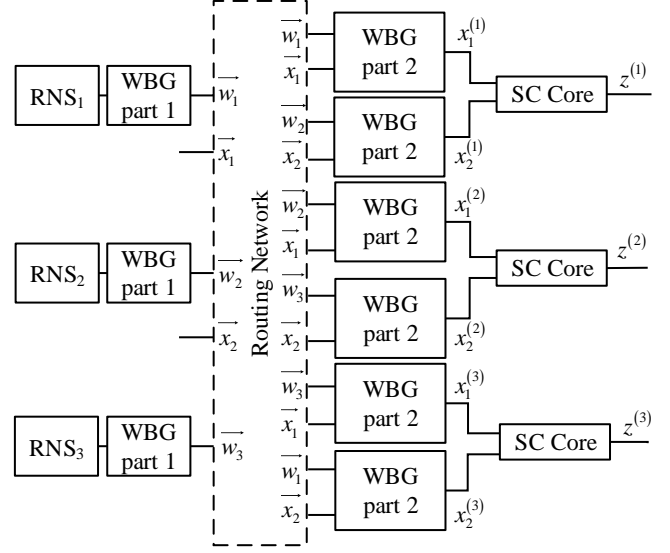 RNS₁
WBG
part 1
w₁
x₁
RNS₂
WBG
part 1
w₂
x₂
RNS₃
WBG
part 1
w₃
Routing Network
w₁
x₁
WBG
part 2
x₁⁽¹⁾
w₂
x₂
WBG
part 2
x₂⁽¹⁾
SC Core
z⁽¹⁾
w₂
x₁
WBG
part 2
x₁⁽²⁾
w₃
x₂
WBG
part 2
x₂⁽²⁾
SC Core
z⁽²⁾
w₃
x₁
WBG
part 2
x₁⁽³⁾
w₁
x₂
WBG
part 2
x₂⁽³⁾
SC Core
z⁽³⁾